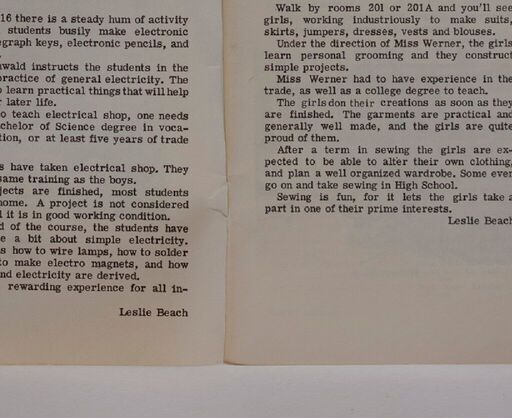 16 there is a steady hum of activity
students busily make electronic
egraph keys, electronic pencils, and
wald instructs the students in the
practice of general electricity. The
learn practical things that will help
later life.
o teach electrical shop, one needs
chelor of Science degree in voca-
tion, or at least five years of trade
s have taken electrical shop. They
same training as the boys.
jects are finished, most students
home. A project is not considered
l it is in good working condition.
d of the course, the students have
e a bit about simple electricity.
s how to wire lamps, how to solder
to make electro magnets, and how
nd electricity are derived.
rewarding experience for all in-
Leslie Beach
Walk by rooms 201 or 201A and you'll see
girls, working industriously to make suits,
skirts, jumpers, dresses, vests and blouses.
Under the direction of Miss Werner, the girls
learn personal grooming and they construct
simple projects.
Miss Werner had to have experience in the
trade, as well as a college degree to teach.
The girls don their creations as soon as they
are finished. The garments are practical and
generally well made, and the girls are quite
proud of them.
After a term in sewing the girls are ex-
pected to be able to alter their own clothing,
and plan a well organized wardrobe. Some even
go on and take sewing in High School.
Sewing is fun, for it lets the girls take a
part in one of their prime interests.
Leslie Beach